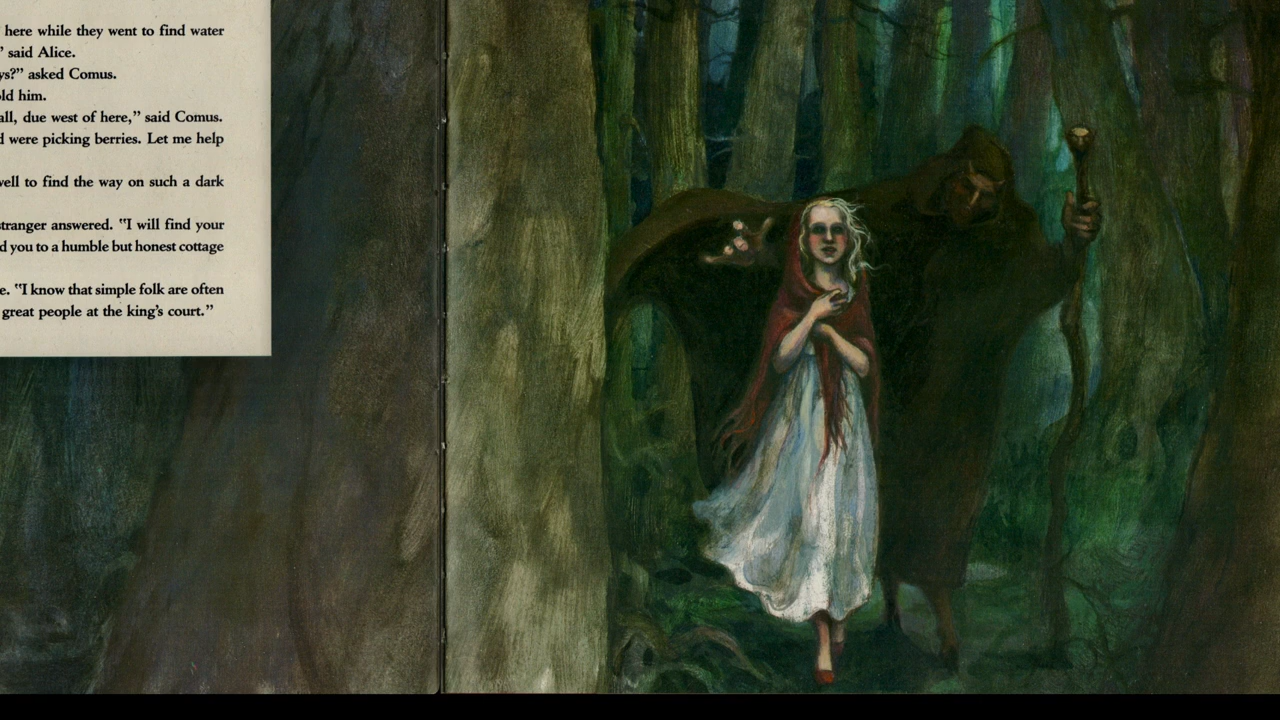 here while they went to find water
” said Alice.
ys?” asked Comus.
old him.
all, due west of here,” said Comus.
d were picking berries. Let me help
well to find the way on such a dark
stranger answered. “I will find your
d you to a humble but honest cottage
e. “I know that simple folk are often
great people at the king’s court.”